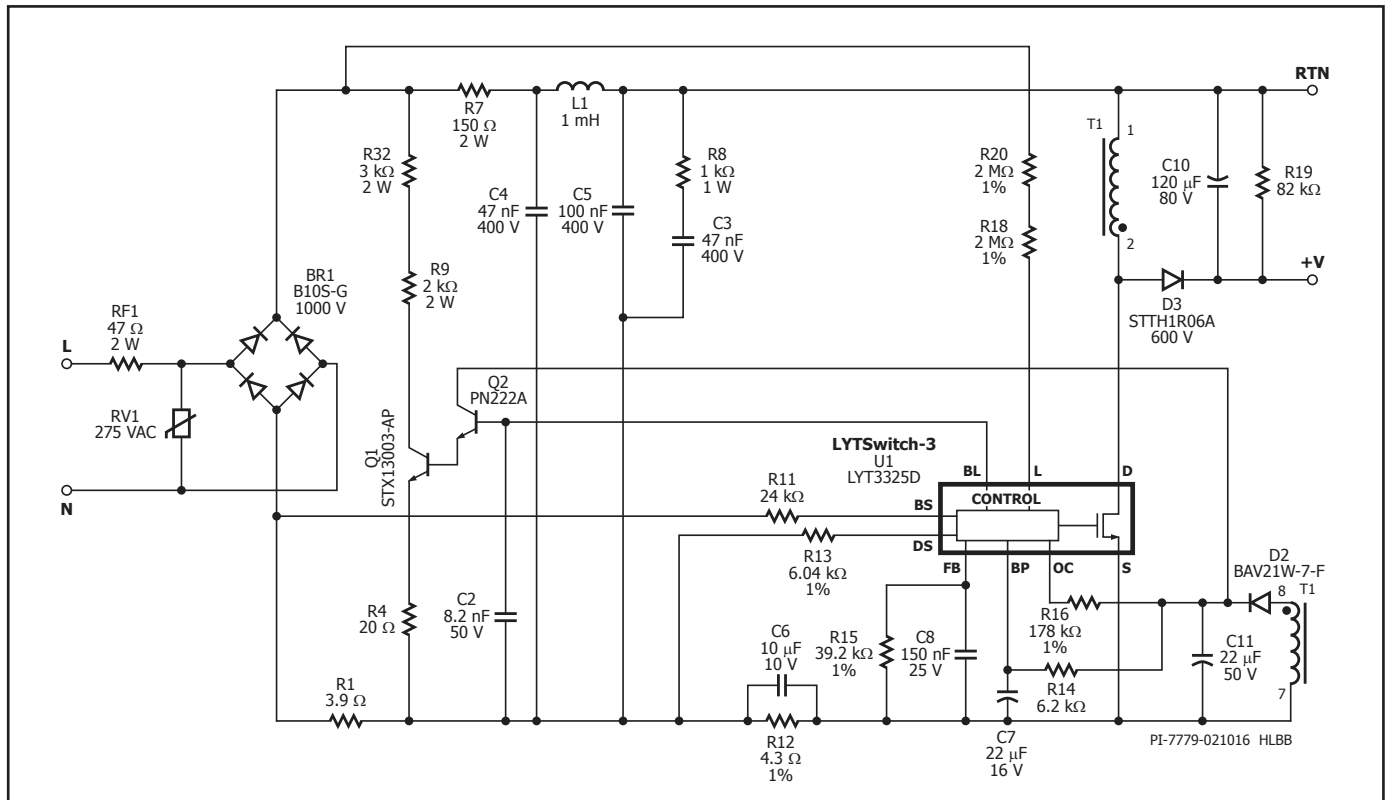 RTN
R7
150 Ω
2 W
L1
1 mH
R32
3 kΩ
2 W
R8
1 kΩ
1 W
R20
2 MΩ
1%
T1
1
2
C10
120 µF
80 V
R19
82 kΩ
C4
47 nF
400 V
C5
100 nF
400 V
C3
47 nF
400 V
R18
2 MΩ
1%
R9
2 kΩ
2 W
+V
D3
STTH1R06A
600 V
BR1
B10S-G
1000 V
RF1
47 Ω
2 W
L
RV1
275 VAC
N
Q2
PN222A
Q1
STX13003-AP
LYTSwitch-3
U1
LYT3325D
BL
L
D
CONTROL
BS
DS
FB
BP
OC
S
R11
24 kΩ
R13
6.04 kΩ
1%
D2
BAV21W-7-F
8
T1
7
R4
20 Ω
C2
8.2 nF
50 V
C6
10 µF
10 V
R15
39.2 kΩ
1%
C8
150 nF
25 V
R16
178 kΩ
1%
R14
6.2 kΩ
C11
22 µF
50 V
R1
3.9 Ω
R12
4.3 Ω
1%
C7
22 µF
16 V
PI-7779-021016 HLBB